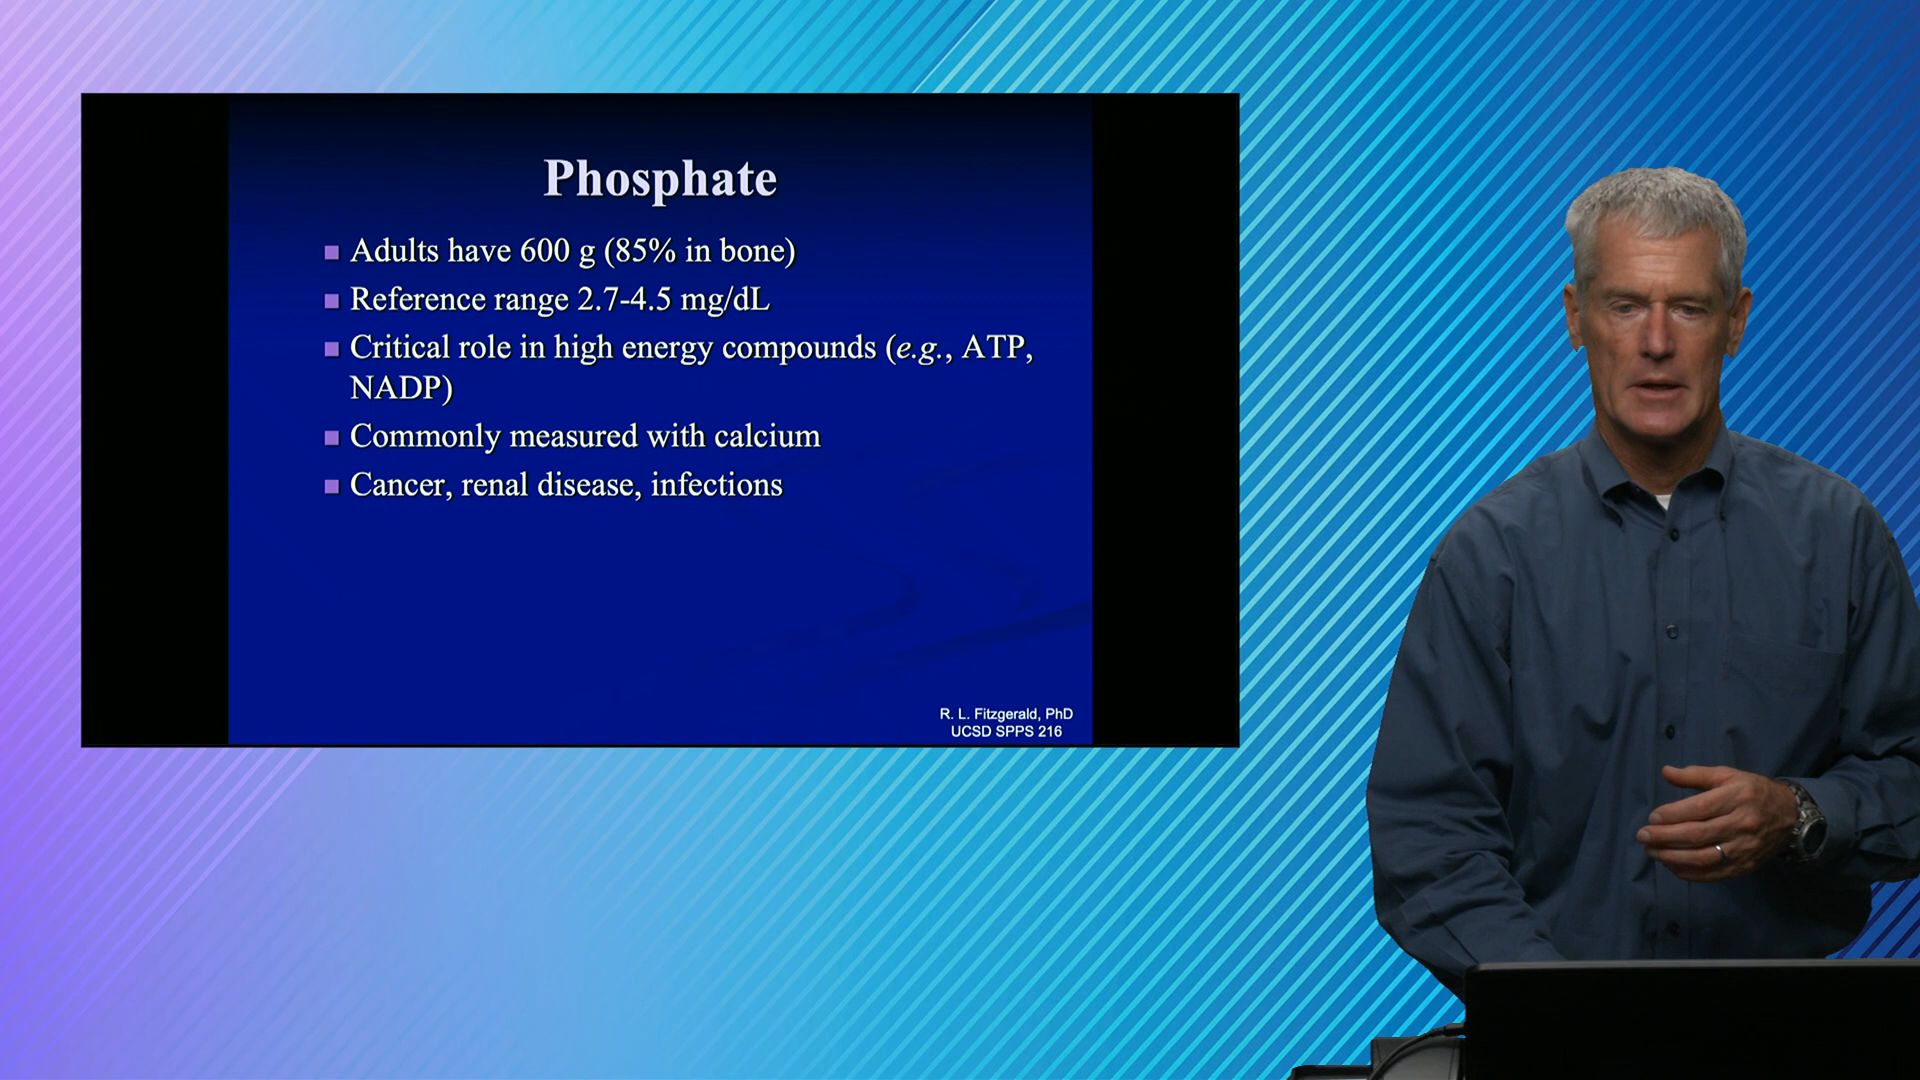 Phosphate
Adults have 600 g (85% in bone)
Reference range 2.7-4.5 mg/dL
Critical role in high energy compounds (e.g., ATP,
NADP)
Commonly measured with calcium
Cancer, renal disease, infections
R. L. Fitzgerald, PhD
UCSD SPPS 216